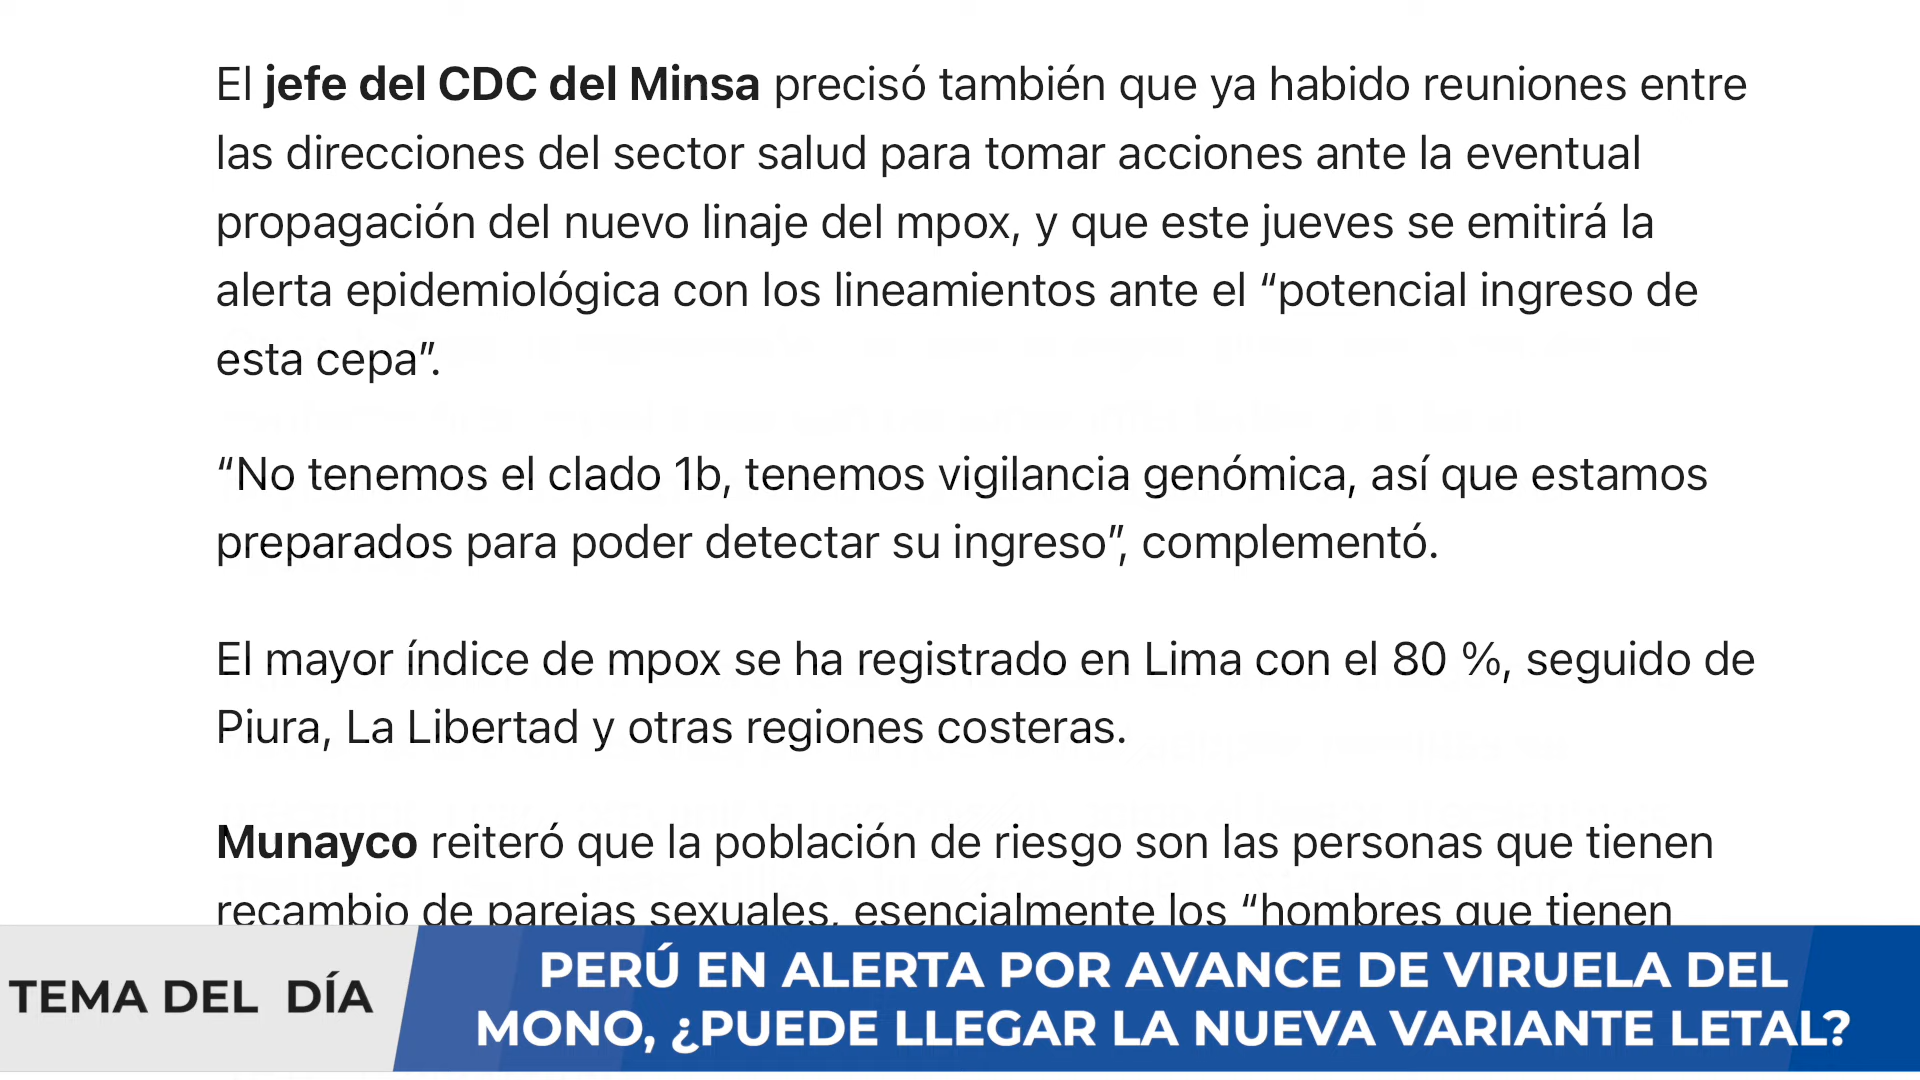 El jefe del CDC del Minsa precisó también que ya habido reuniones entre
las direcciones del sector salud para tomar acciones ante la eventual
propagación del nuevo linaje del mpox, y que este jueves se emitirá la
alerta epidemiológica con los lineamientos ante el “potencial ingreso de
esta cepa”.
“No tenemos el clado 1b, tenemos vigilancia genómica, así que estamos
preparados para poder detectar su ingreso”, complementó.
El mayor índice de mpox se ha registrado en Lima con el 80 %, seguido de
Piura, La Libertad y otras regiones costeras.
Munayco reiteró que la población de riesgo son las personas que tienen
recambio de parejas sexuales, esencialmente los “hombres que tienen
TEMA DEL DÍA
PERÚ EN ALERTA POR AVANCE DE VIRUELA DEL
MONO, ¿PUEDE LLEGAR LA NUEVA VARIANTE LETAL?